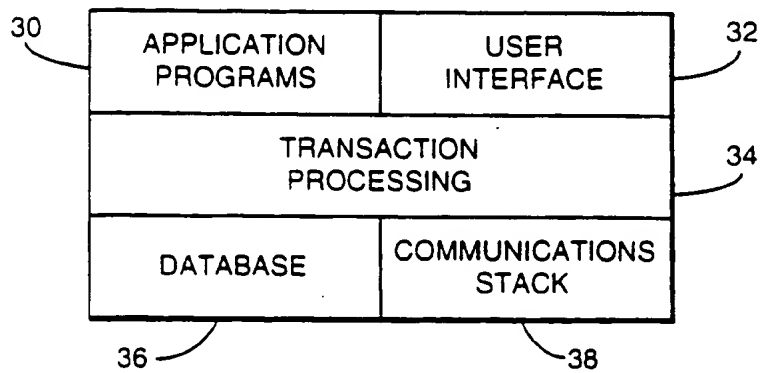 30
APPLICATION
PROGRAMS
USER
INTERFACE
32
TRANSACTION
PROCESSING
34
DATABASE
COMMUNICATIONS
STACK
36
38